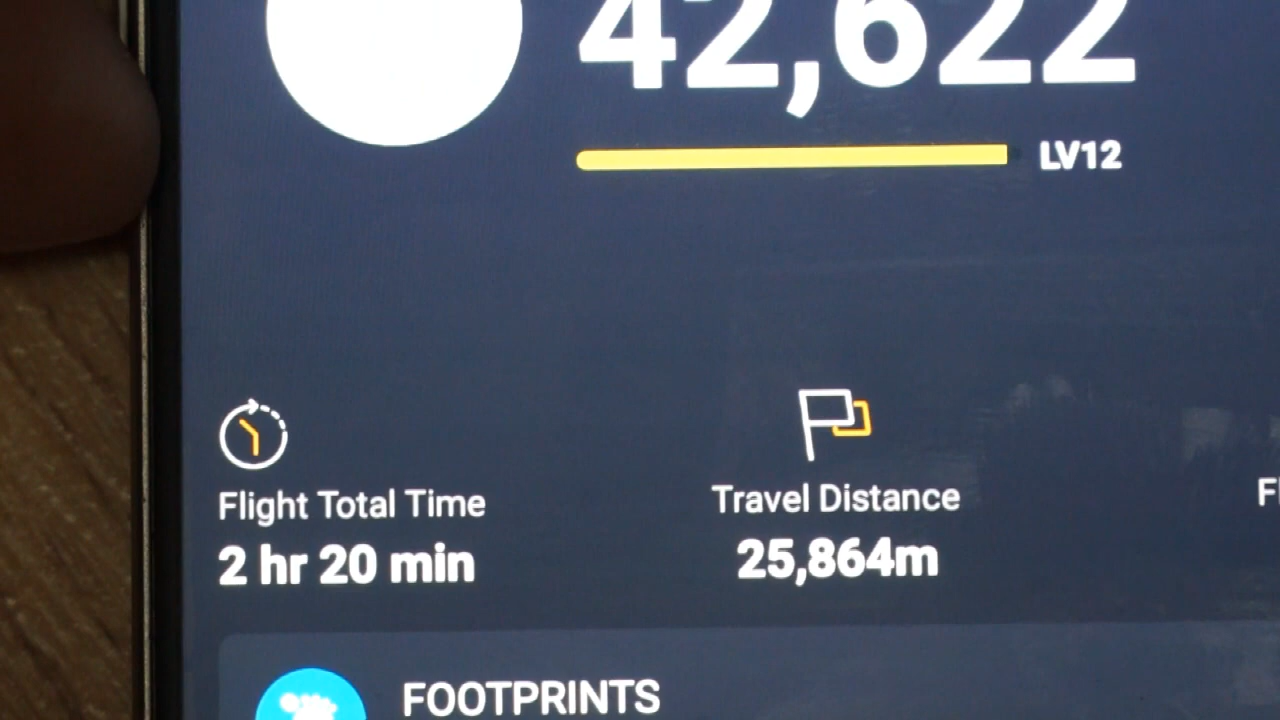 42,622
LV12
Flight Total Time
2 hr 20 min
Travel Distance
25,864m
FOOTPRINTS